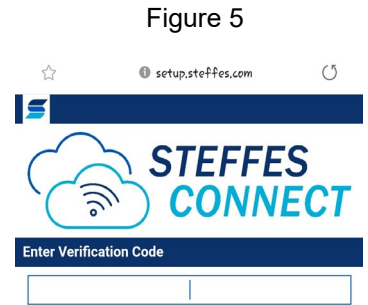 Figure 5
setup.steffes.com
STEFFES
CONNECT
Enter Verification Code